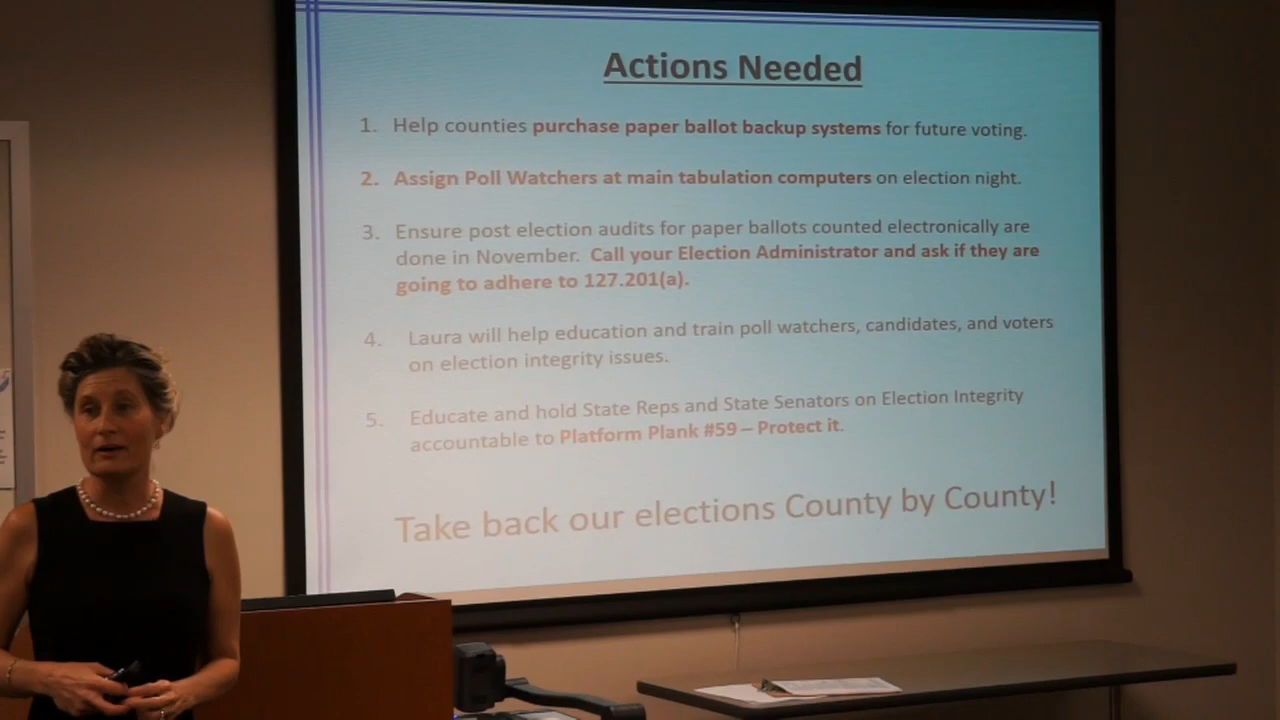 Actions Needed
1. Help counties purchase paper ballot backup systems for future voting.
2. Assign Poll Watchers at main tabulation computers on election night.
3. Ensure post election audits for paper ballots counted electronically are
done in November. Call your Election Administrator and ask if they are
going to adhere to 127.201(a).
4. Laura will help education and train poll watchers, candidates, and voters
on election integrity issues.
5. Educate and hold State Reps and State Senators on Election Integrity
accountable to Platform Plank #59 – Protect it.
Take back our elections County by County!